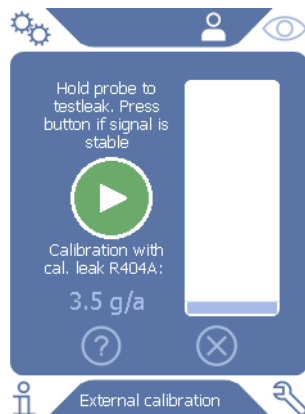 Hold probe to
testleak. Press
button if signal is
stable
Calibration with
cal. leak R404A:
3.5 g/a
?
External calibration